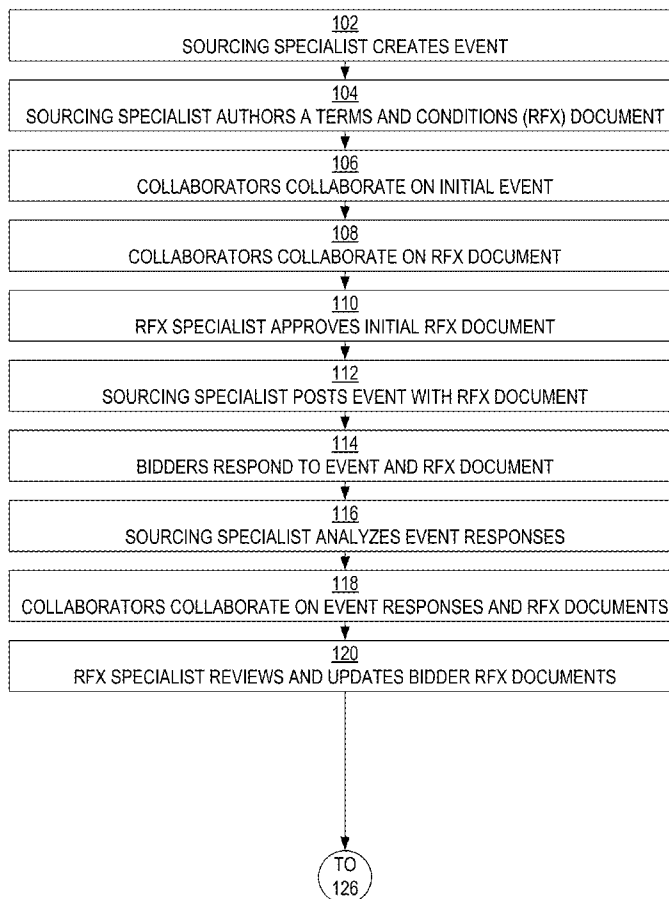 102
SOURCING SPECIALIST CREATES EVENT
104
SOURCING SPECIALIST AUTHORS A TERMS AND CONDITIONS (RFX) DOCUMENT
106
COLLABORATORS COLLABORATE ON INITIAL EVENT
108
COLLABORATORS COLLABORATE ON RFX DOCUMENT
110
RFX SPECIALIST APPROVES INITIAL RFX DOCUMENT
112
SOURCING SPECIALIST POSTS EVENT WITH RFX DOCUMENT
114
BIDDERS RESPOND TO EVENT AND RFX DOCUMENT
116
SOURCING SPECIALIST ANALYZES EVENT RESPONSES
118
COLLABORATORS COLLABORATE ON EVENT RESPONSES AND RFX DOCUMENTS
120
RFX SPECIALIST REVIEWS AND UPDATES BIDDER RFX DOCUMENTS
TO
126